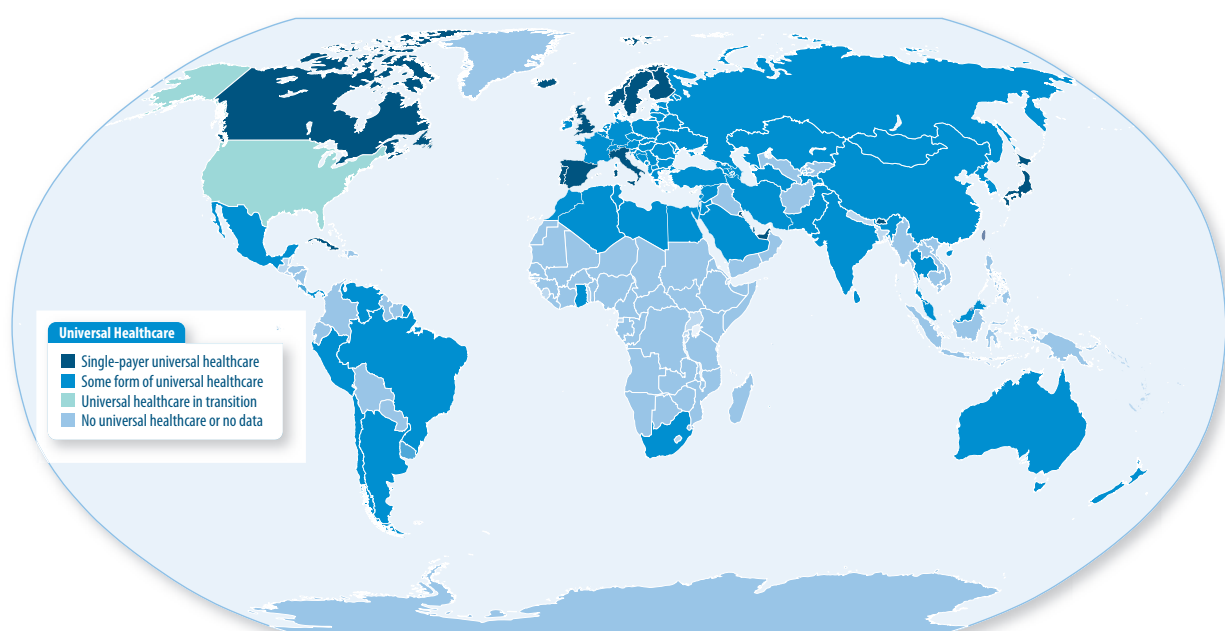 Universal Healthcare
Single-payer universal healthcare
Some form of universal healthcare
Universal healthcare in transition
No universal healthcare or no data